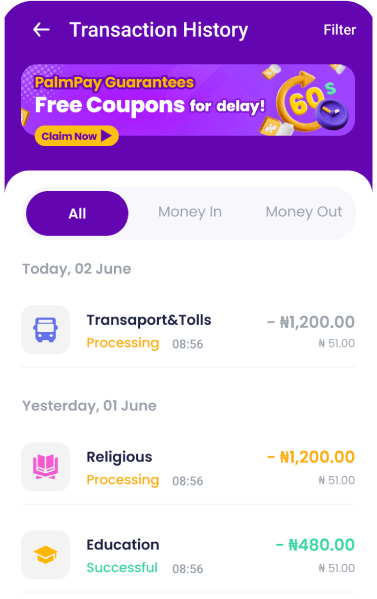 Transaction History
Filter
PalmPay Guarantees
Free Coupons for delay!
60s
Claim Now
All
Money In
Money Out
Today, 02 June
Transaport&Tolls
- ₦1,200.00
Processing 08:56
₦ 51.00
Yesterday, 01 June
Religious
- ₦1,200.00
Processing 08:56
₦ 51.00
Education
- ₦480.00
Successful 08:56
₦ 51.00